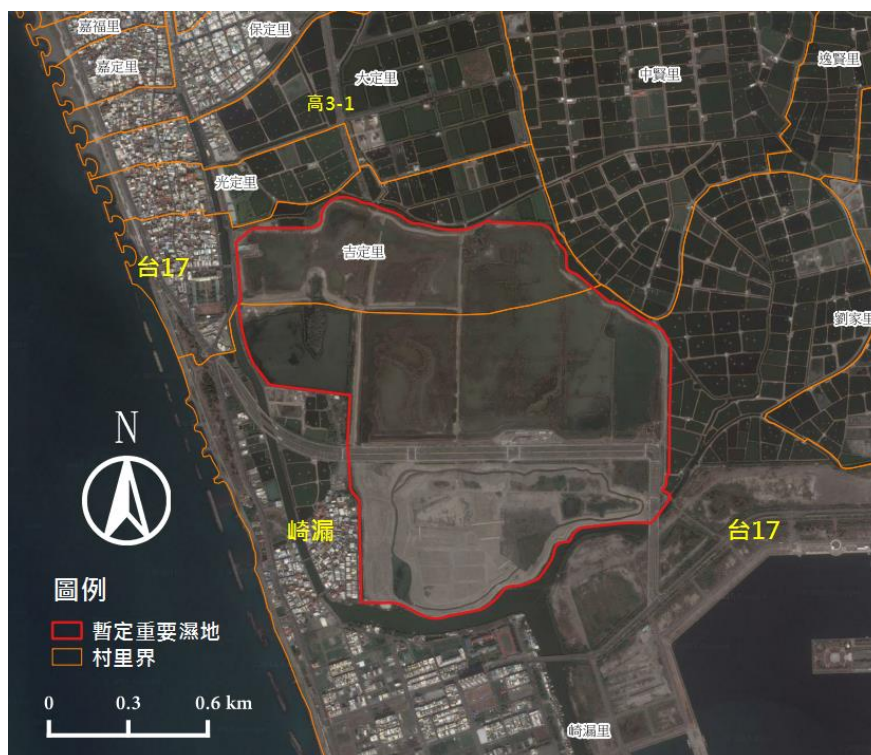 嘉福里
保定里
嘉定里
大定里
中賢里
逸賢里
高3-1
光定里
吉定里
台17
劉家里
N
崎漏
台17
圖例
暫定重要濕地
村里界
0 0.3 0.6 km
崎漏里